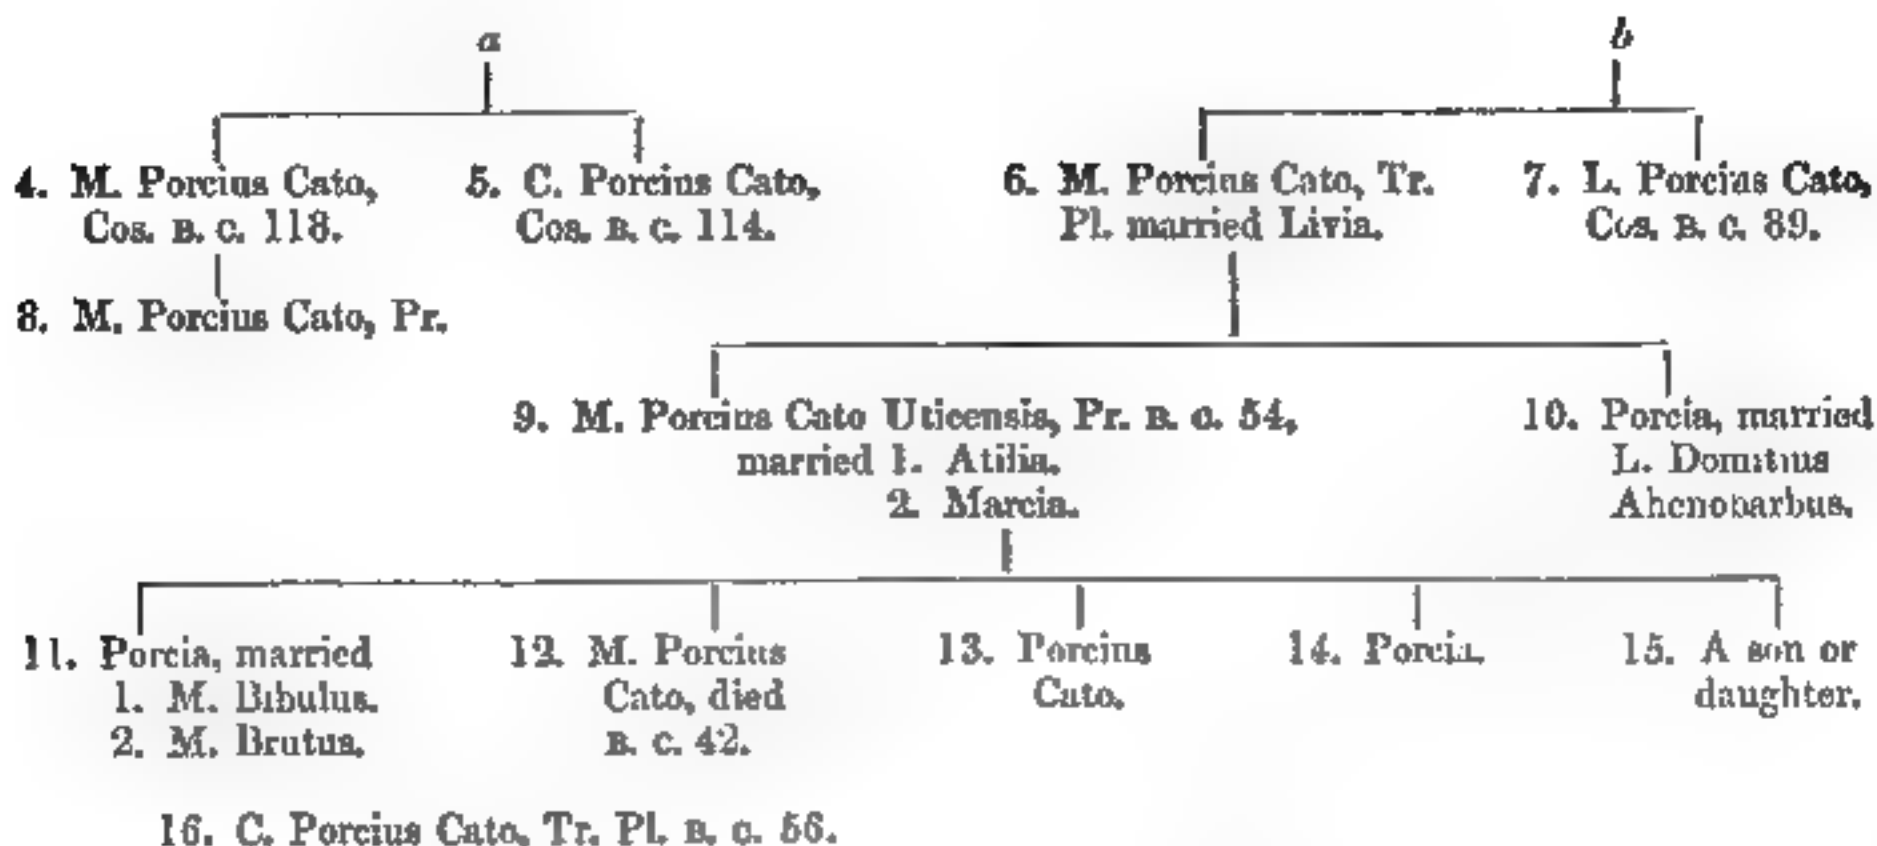 a
b
4. M. Porcius Cato,
Cos. B. C. 118.
5. C. Porcius Cato,
Cos. B. C. 114.
6. M. Porcius Cato, Tr.
Pl. married Livia.
7. L. Porcius Cato,
Cos. B. C. 89.
8. M. Porcius Cato, Pr.
9. M. Porcius Cato Uticensis, Pr. B. C. 54,
married 1. Atilia.
2. Marcia.
10. Porcia, married
L. Domitius
Ahenobarbus.
11. Porcia, married
1. M. Bibulus.
2. M. Brutus.
12. M. Porcius
Cato, died
B. C. 42.
13. Porcius
Cato.
14. Porcia.
15. A son or
daughter.
16. C. Porcius Cato, Tr. Pl. B. C. 56.